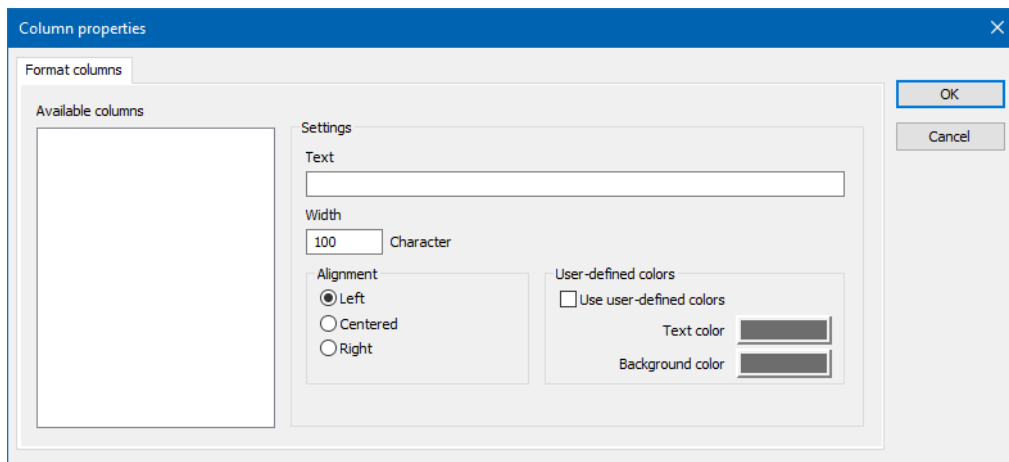 Column properties
Format columns
OK
Cancel
Available columns
Settings
Text
Width
100 Character
Alignment
Left
Centered
Right
User-defined colors
Use user-defined colors
Text color
Background color